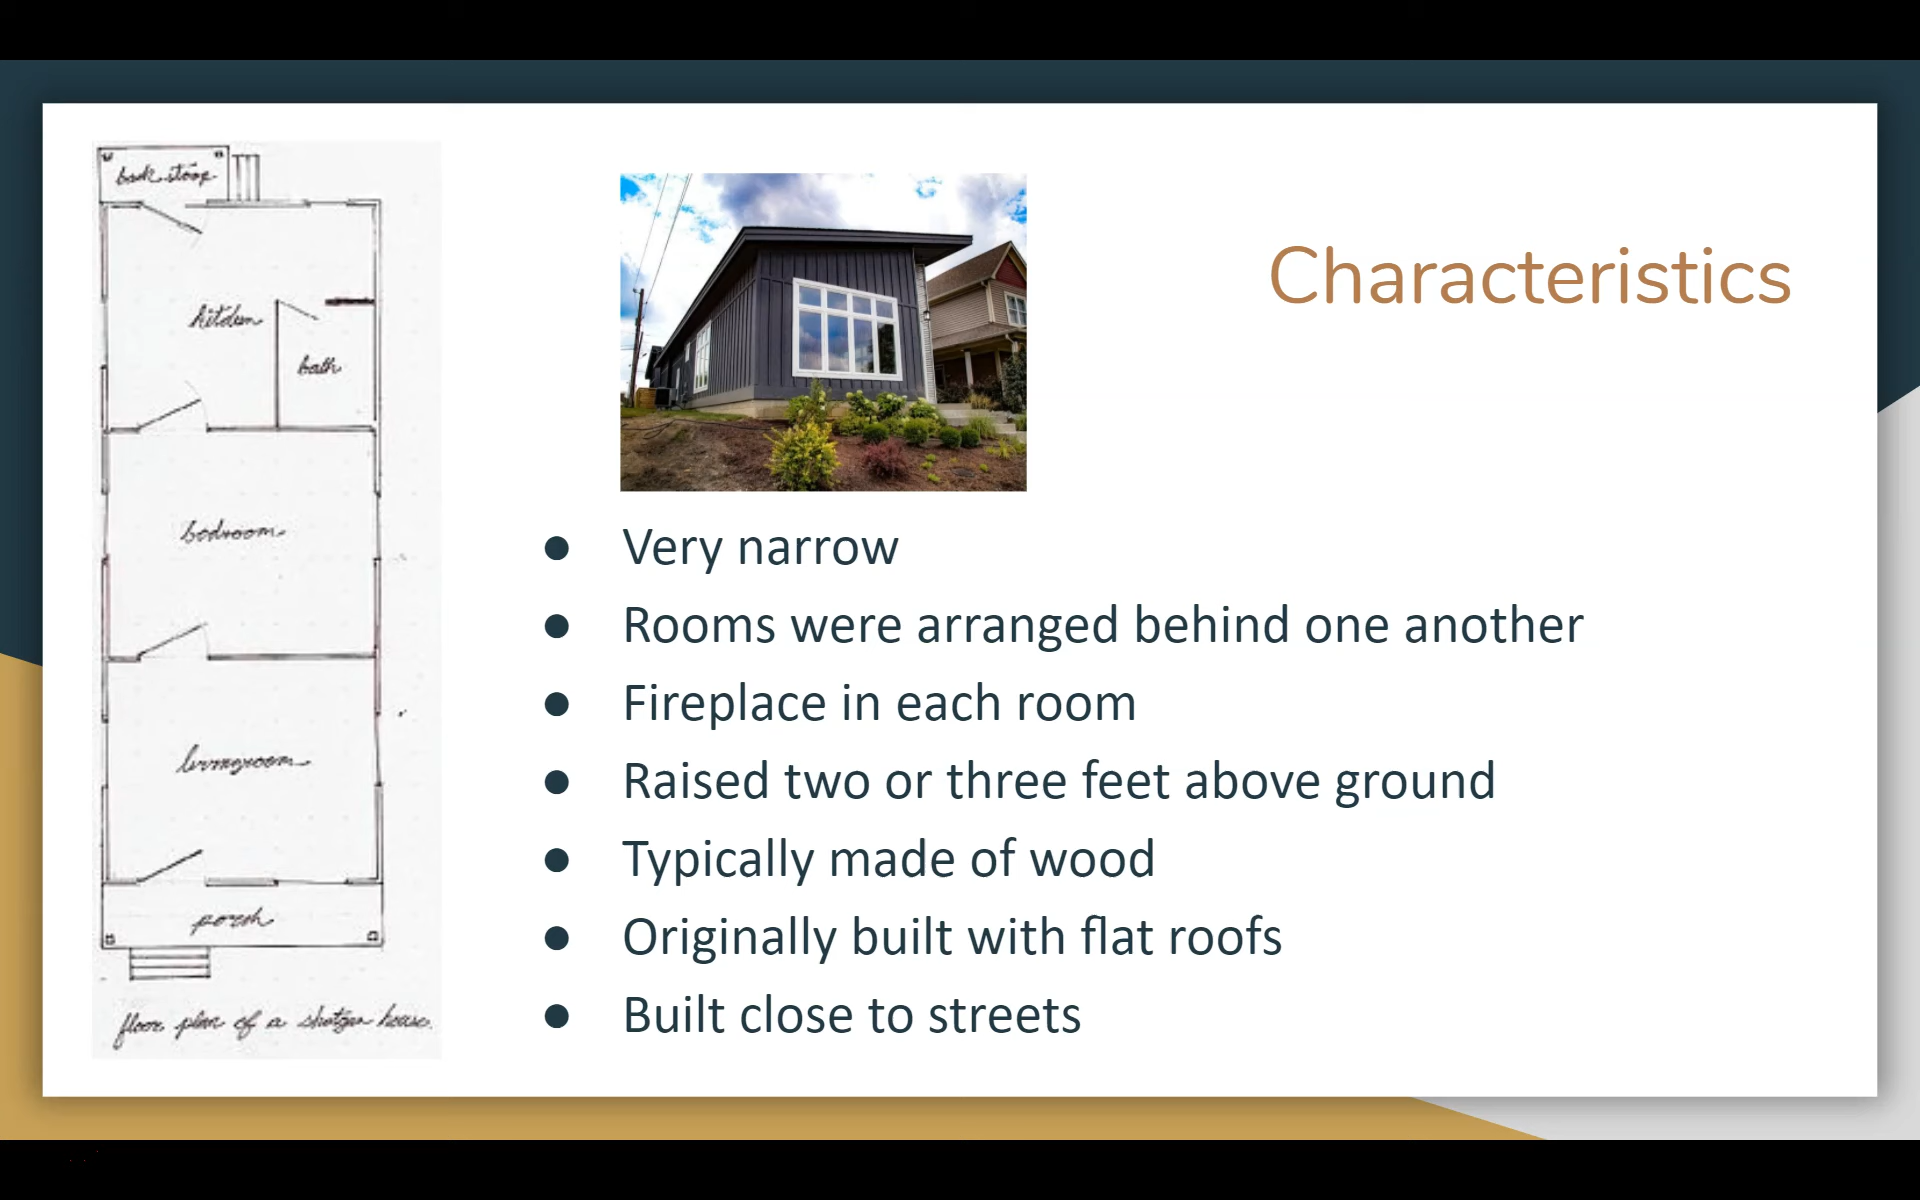 back stoop
kitchen
bath
bedroom
livingroom
porch
floor plan of a shotgun house.
Characteristics
● Very narrow
● Rooms were arranged behind one another
● Fireplace in each room
● Raised two or three feet above ground
● Typically made of wood
● Originally built with flat roofs
● Built close to streets